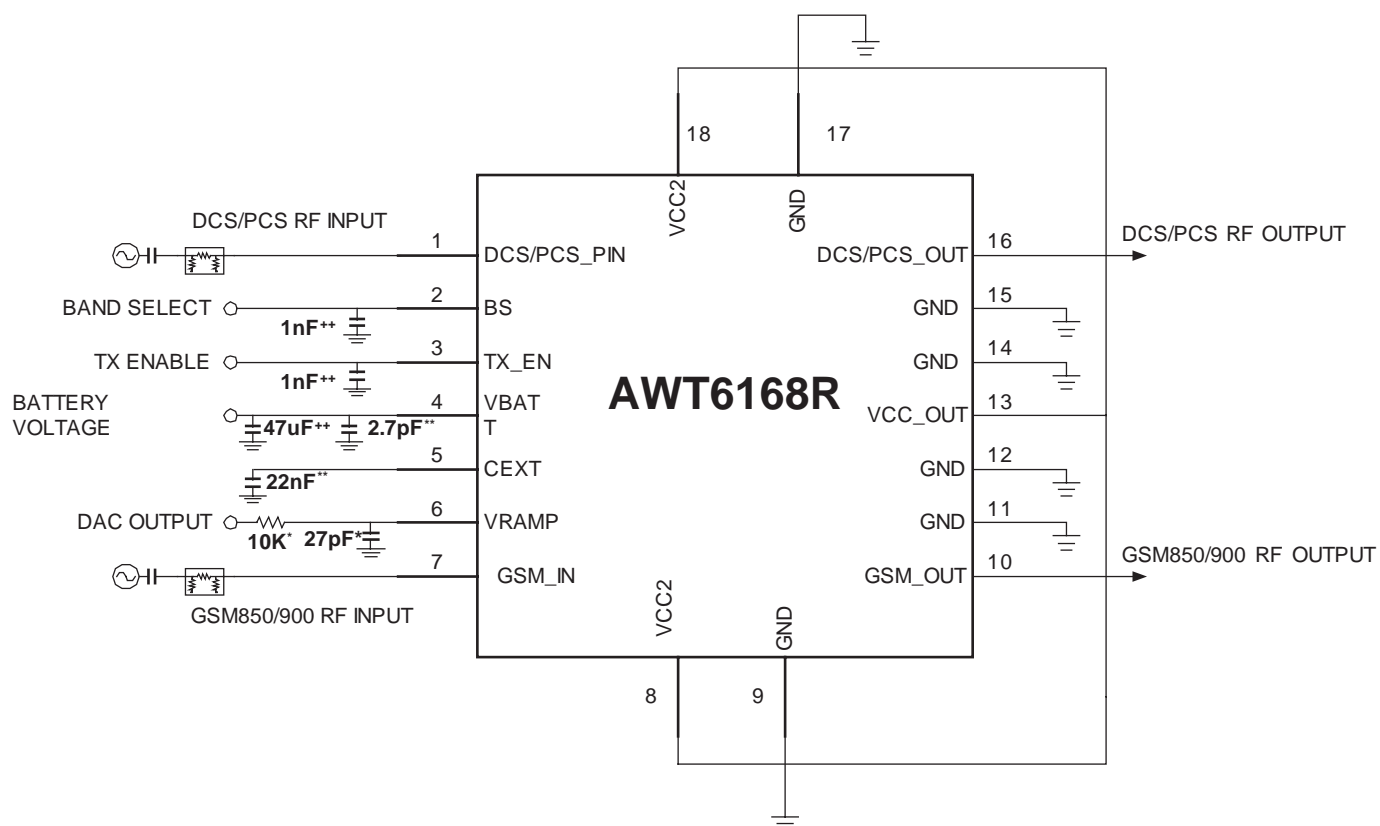 18
17
VCC2
GND
DCS/PCS RF INPUT
1
DCS/PCS_PIN
DCS/PCS_OUT
16
DCS/PCS RF OUTPUT
BAND SELECT
1nF++
2
BS
GND
15
TX ENABLE
1nF++
3
TX_EN
GND
14
AWT6168R
BATTERY
VOLTAGE
47uF++
2.7pF**
4
VBAT
T
VCC_OUT
13
22nF**
5
CEXT
GND
12
DAC OUTPUT
10K*
27pF*
6
VRAMP
GND
11
7
GSM_IN
GSM_OUT
10
GSM850/900 RF OUTPUT
GSM850/900 RF INPUT
VCC2
GND
8
9